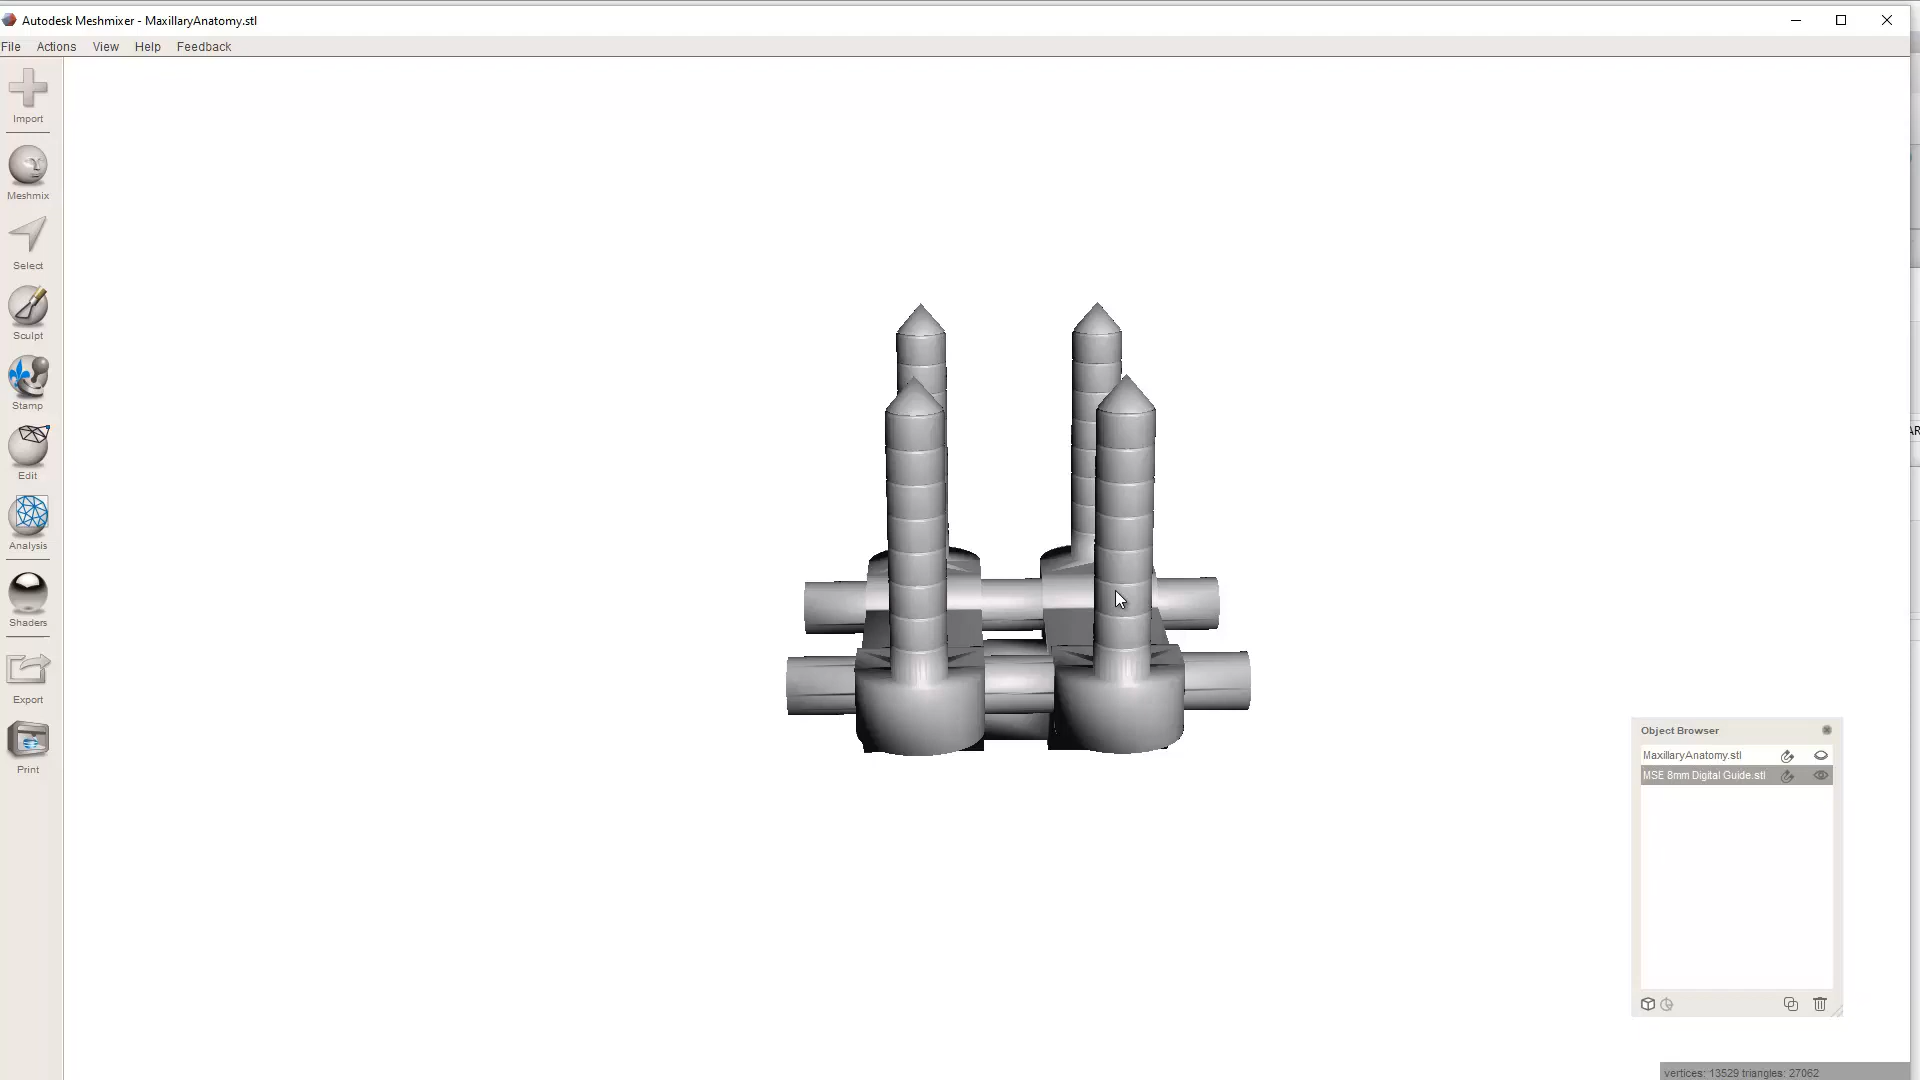 Autodesk Meshmixer - MaxillaryAnatomy.stl
File Actions View Help Feedback
Import
Meshmix
Select
Sculpt
Stamp
Edit
Analysis
Shaders
Export
Print
AR
Object Browser
MaxillaryAnatomy.stl
MSE 8mm Digital Guide.stl
vertices: 13529 triangles: 27062